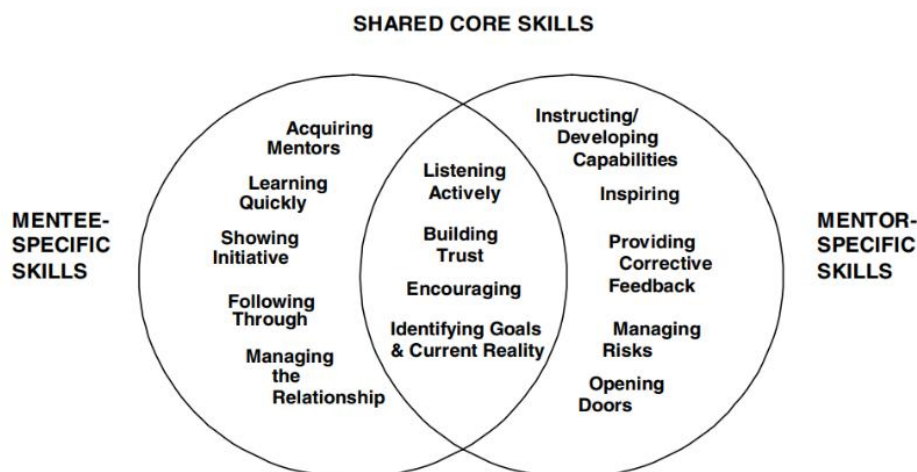 SHARED CORE SKILLS
MENTEE-
SPECIFIC
SKILLS
Acquiring
Mentors
Learning
Quickly
Showing
Initiative
Following
Through
Managing
the
Relationship
Listening
Actively
Building
Trust
Encouraging
Identifying Goals
& Current Reality
Instructing/
Developing
Capabilities
Inspiring
Providing
Corrective
Feedback
Managing
Risks
Opening
Doors
MENTOR-
SPECIFIC
SKILLS